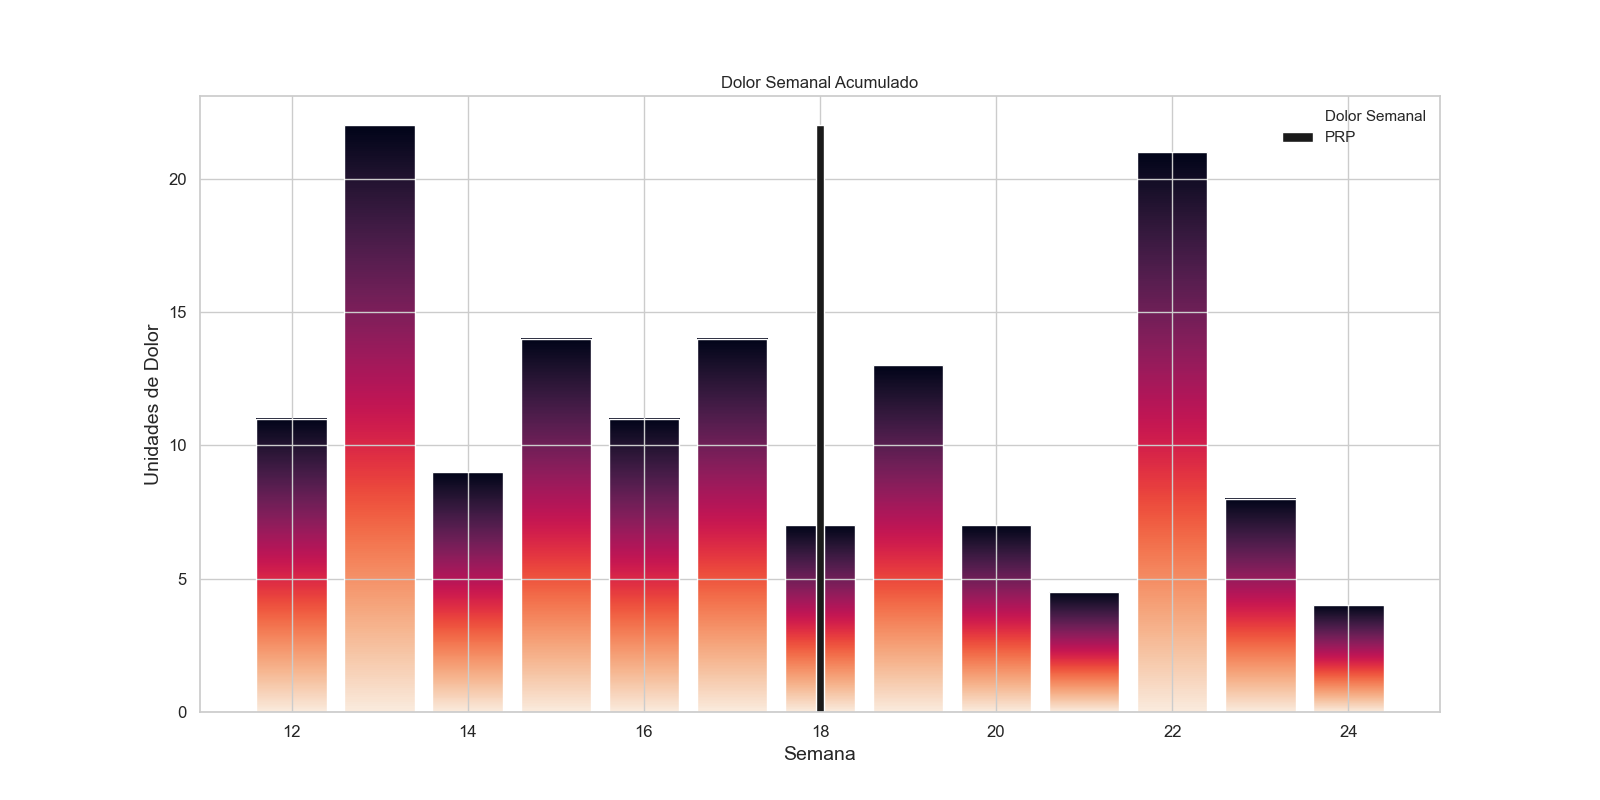 Dolor Semanal Acumulado
Dolor Semanal
PRP
Unidades de Dolor
20
15
10
5
0
12 14 16 18 20 22 24
Semana